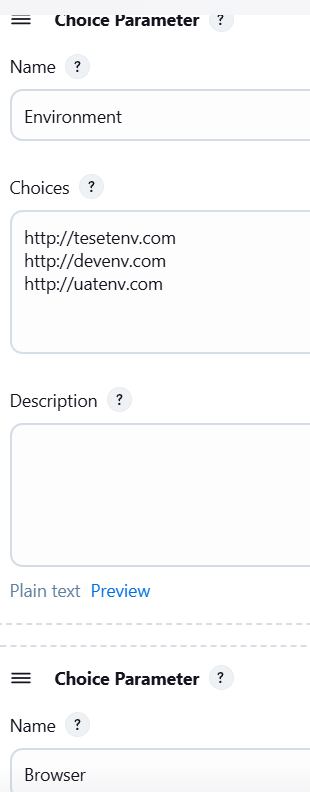 Choice Parameter ?
Name ?
Environment
Choices ?
http://tesetenv.com
http://devenv.com
http://uatenv.com
Description ?
Plain text Preview
Choice Parameter ?
Name ?
Browser